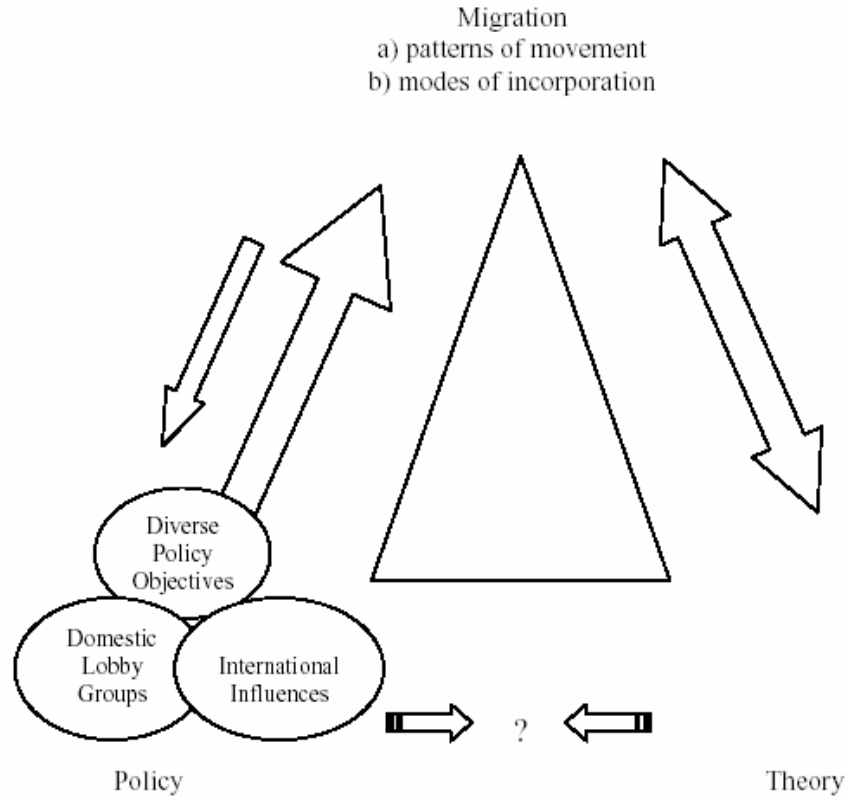 Migration
a) patterns of movement
b) modes of incorporation
Diverse
Policy
Objectives
Domestic
Lobby
Groups
International
Influences
?
Policy
Theory